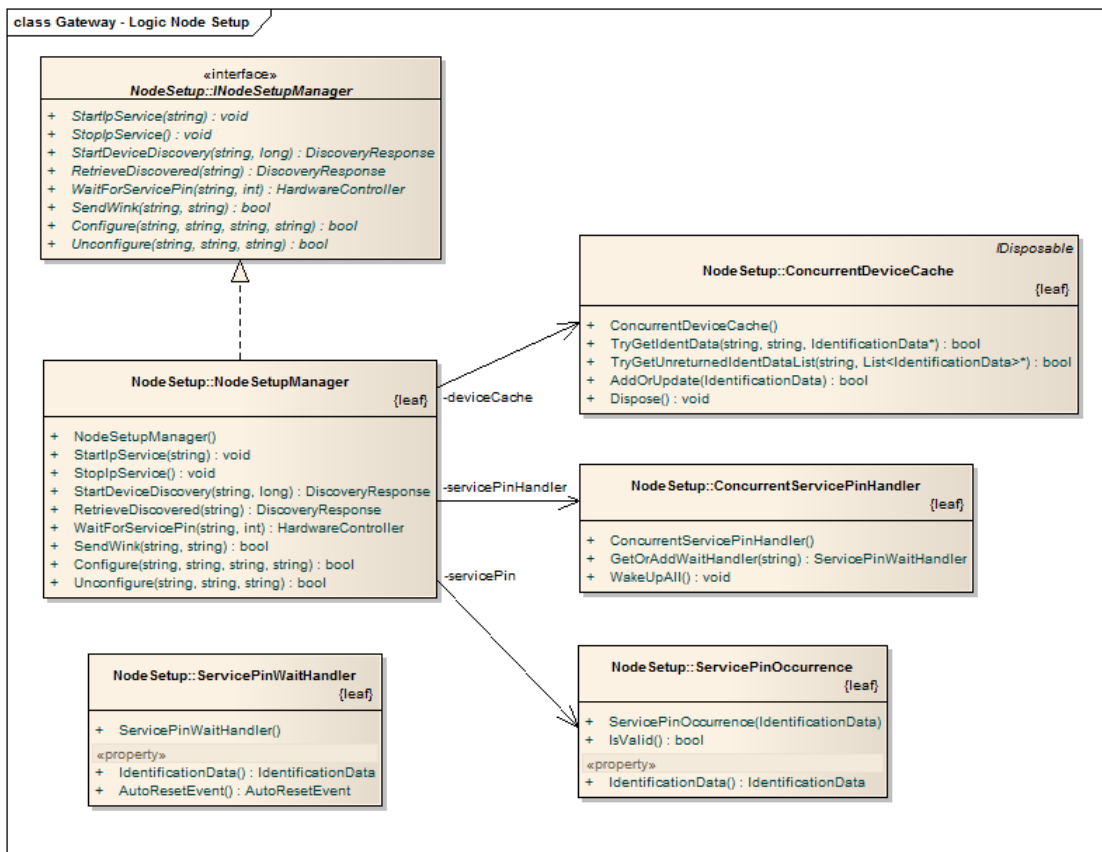 class Gateway - Logic Node Setup
«interface»
NodeSetup::INodeSetupManager
+ StartIpService(string) : void
+ StopIpService() : void
+ StartDeviceDiscovery(string, long) : DiscoveryResponse
+ RetrieveDiscovered(string) : DiscoveryResponse
+ WaitForServicePin(string, int) : HardwareController
+ SendWink(string, string) : bool
+ Configure(string, string, string, string) : bool
+ Unconfigure(string, string, string) : bool
IDisposable
NodeSetup::ConcurrentDeviceCache
{leaf}
+ ConcurrentDeviceCache()
+ TryGetIdentData(string, string, IdentificationData*) : bool
+ TryGetUnreturnedIdentDataList(string, List<IdentificationData>*) : bool
+ AddOrUpdate(IdentificationData) : bool
+ Dispose() : void
NodeSetup::NodeSetupManager
{leaf}
+ NodeSetupManager()
+ StartIpService(string) : void
+ StopIpService() : void
+ StartDeviceDiscovery(string, long) : DiscoveryResponse
+ RetrieveDiscovered(string) : DiscoveryResponse
+ WaitForServicePin(string, int) : HardwareController
+ SendWink(string, string) : bool
+ Configure(string, string, string, string) : bool
+ Unconfigure(string, string, string) : bool
-deviceCache
-servicePinHandler
-servicePin
NodeSetup::ConcurrentServicePinHandler
{leaf}
+ ConcurrentServicePinHandler()
+ GetOrAddWaitHandler(string) : ServicePinWaitHandler
+ WakeUpAll() : void
NodeSetup::ServicePinWaitHandler
{leaf}
+ ServicePinWaitHandler()
«property»
+ IdentificationData() : IdentificationData
+ AutoResetEvent() : AutoResetEvent
NodeSetup::ServicePinOccurrence
{leaf}
+ ServicePinOccurrence(IdentificationData)
+ IsValid() : bool
«property»
+ IdentificationData() : IdentificationData